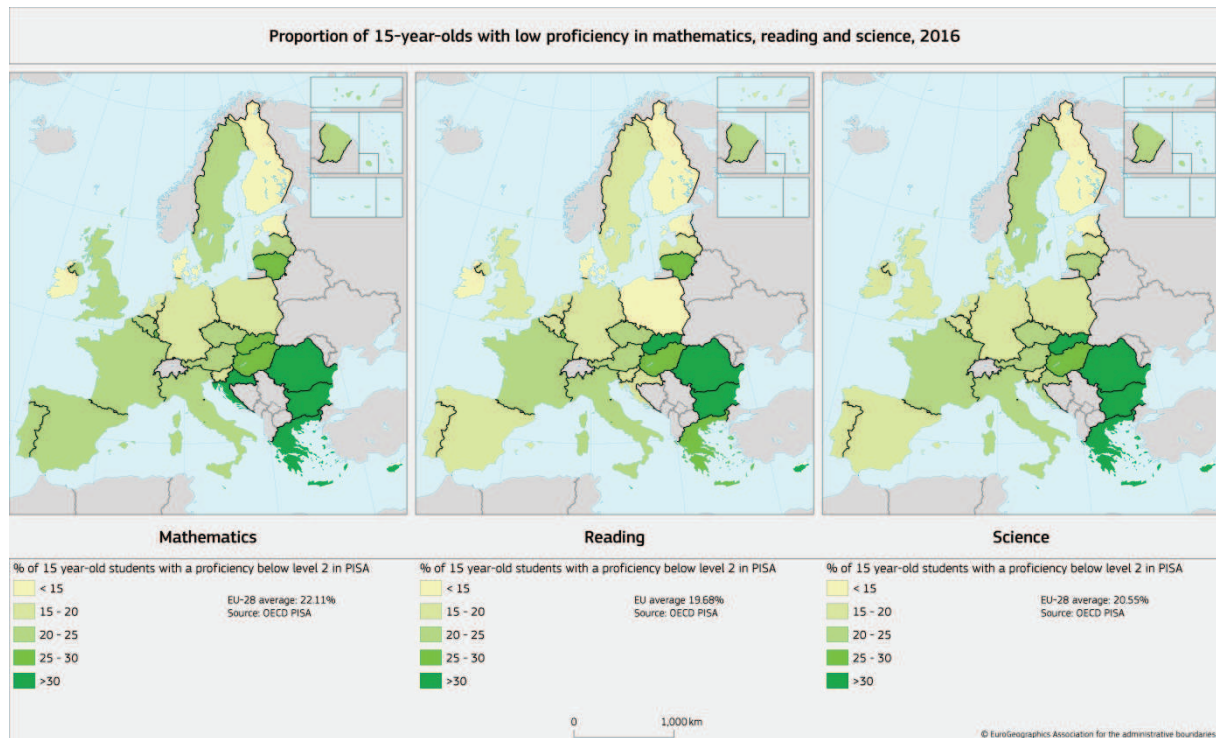 Proportion of 15-year-olds with low proficiency in mathematics, reading and science, 2016
Mathematics
% of 15 year-old students with a proficiency below level 2 in PISA
< 15
15 - 20
20 - 25
25 - 30
>30
EU-28 average: 22.11%
Source: OECD PISA
Reading
% of 15 year-old students with a proficiency below level 2 in PISA
< 15
15 - 20
20 - 25
25 - 30
>30
EU average 19.68%
Source: OECD PISA
Science
% of 15 year-old students with a proficiency below level 2 in PISA
< 15
15 - 20
20 - 25
25 - 30
>30
EU-28 average: 20.55%
Source: OECD PISA
0 1,000 km
© EuroGeographics Association for the administrative boundaries